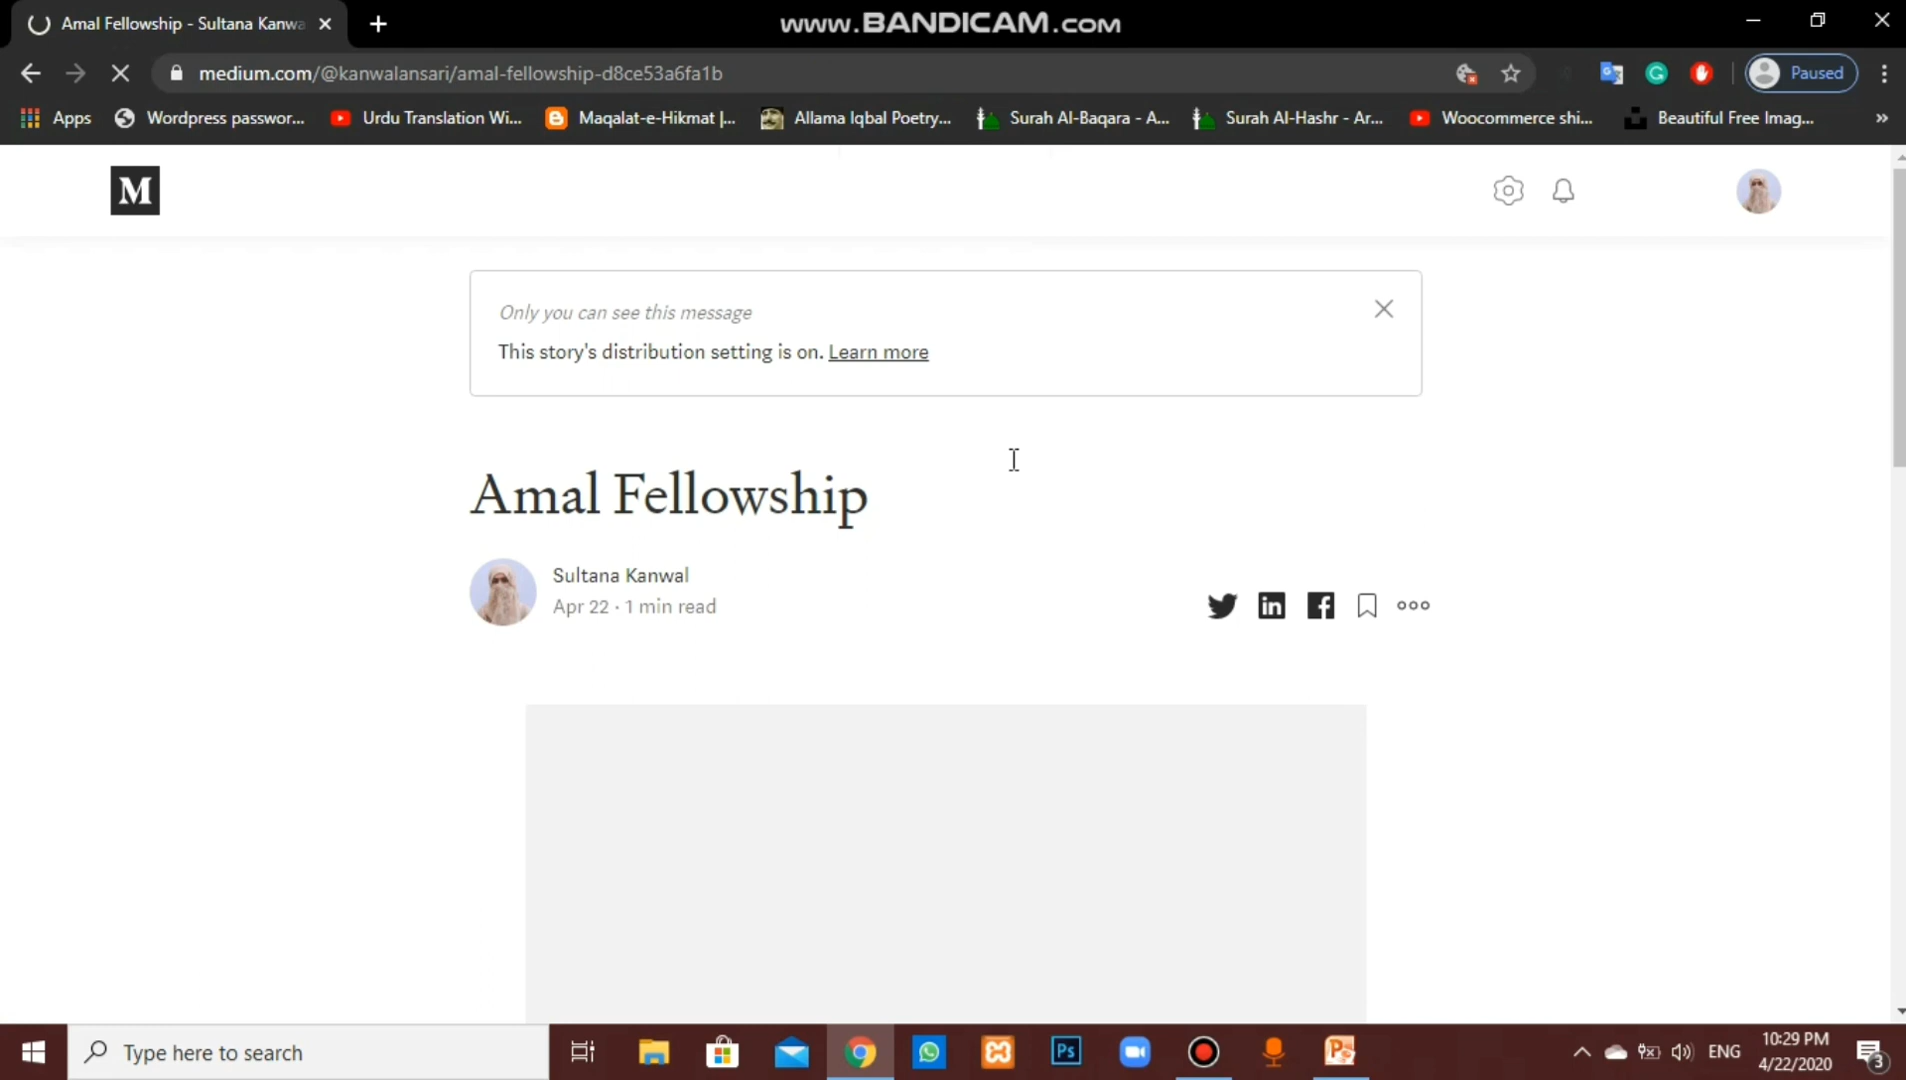 Amal Fellowship - Sultana Kanwa
www.BANDICAM.com
medium.com/@kanwalansari/amal-fellowship-d8ce53a6fa1b
Paused
Apps
Wordpress passwor...
Urdu Translation Wi...
Maqalat-e-Hikmat |...
Allama Iqbal Poetry...
Surah Al-Baqara - A...
Surah Al-Hashr - Ar...
Woocommerce shi...
Beautiful Free Imag...
»
M
Only you can see this message
This story's distribution setting is on. Learn more
Amal Fellowship
Sultana Kanwal
Apr 22 · 1 min read
Type here to search
Ps
ENG
10:29 PM
4/22/2020
3